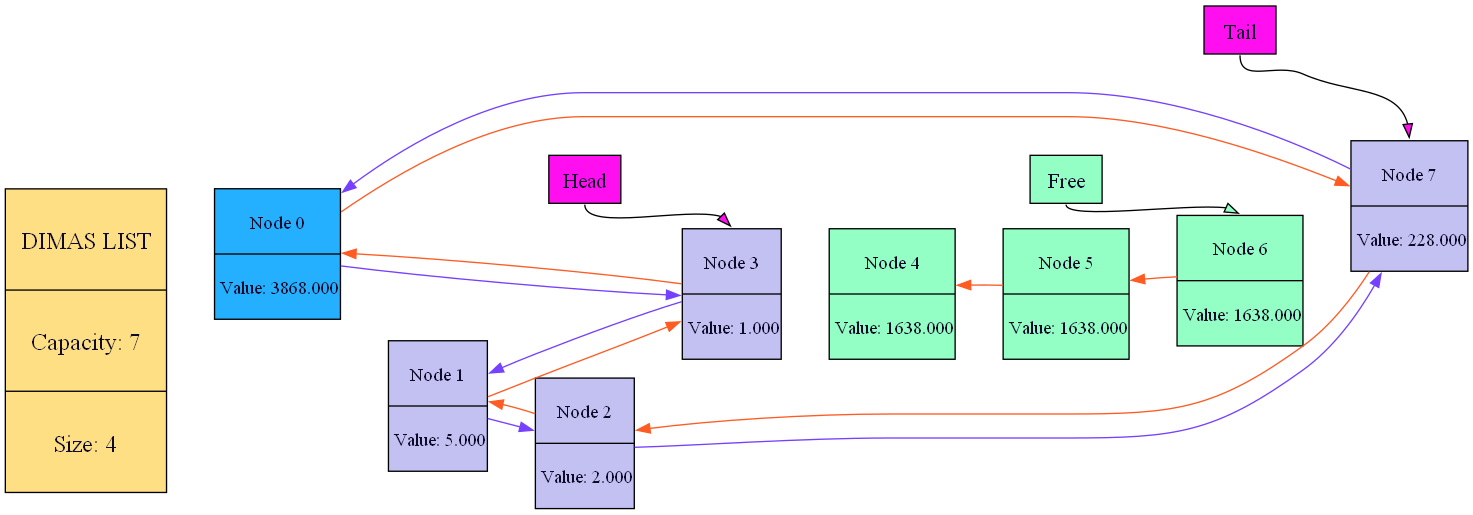 Tail
Node 7
Value: 228.000
Head
Free
DIMAS LIST
Capacity: 7
Size: 4
Node 0
Value: 3868.000
Node 3
Value: 1.000
Node 4
Value: 1638.000
Node 5
Value: 1638.000
Node 6
Value: 1638.000
Node 1
Value: 5.000
Node 2
Value: 2.000